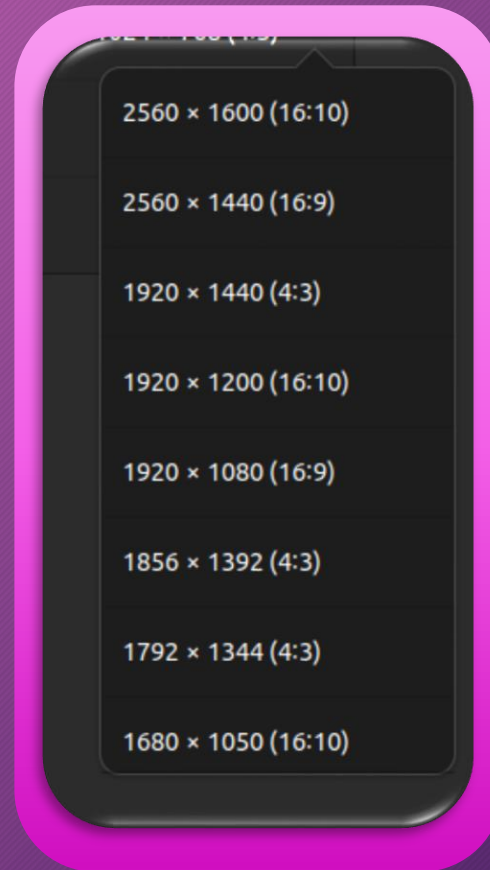 2560 × 1600 (16:10)
2560 × 1440 (16:9)
1920 × 1440 (4:3)
1920 × 1200 (16:10)
1920 × 1080 (16:9)
1856 × 1392 (4:3)
1792 × 1344 (4:3)
1680 × 1050 (16:10)